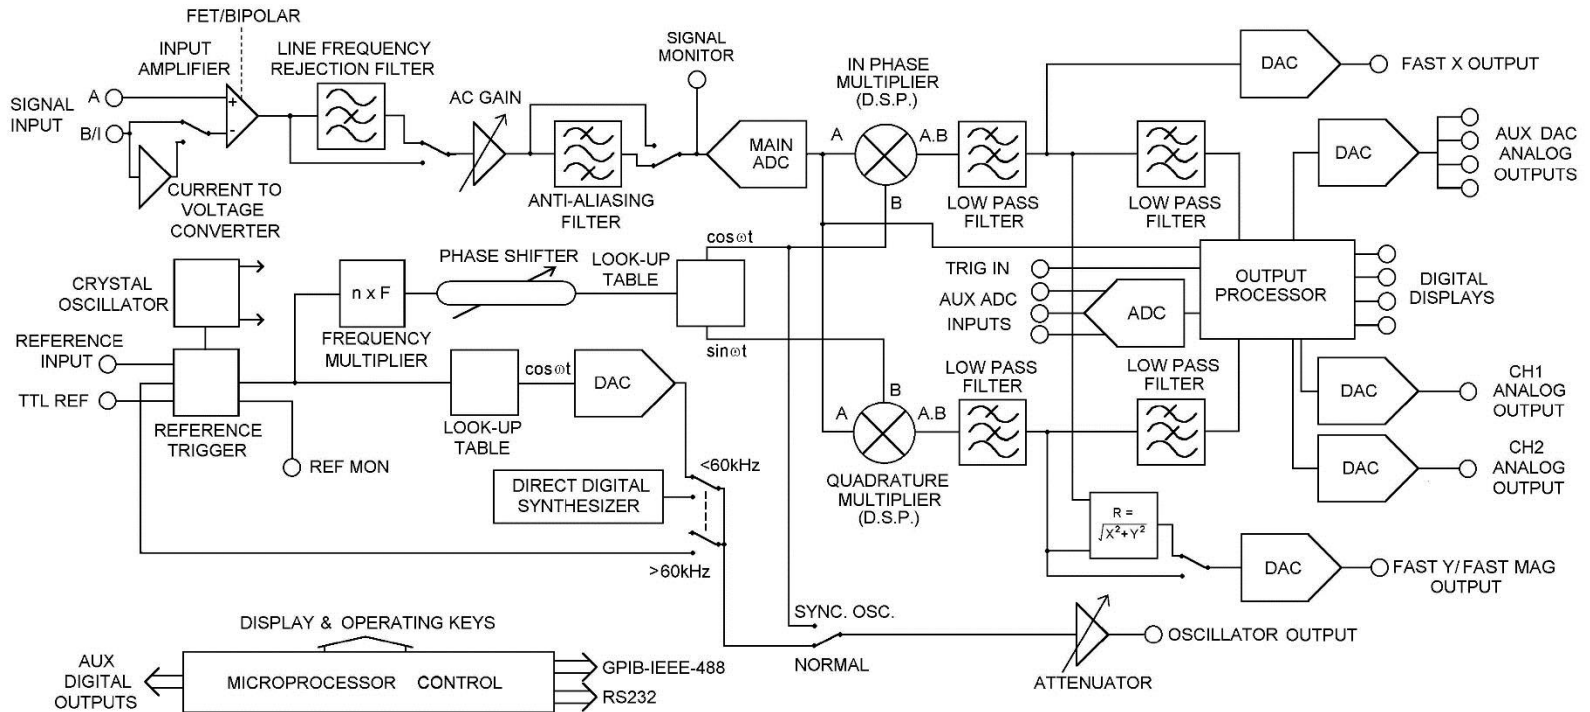 FET/BIPOLAR
INPUT
AMPLIFIER
LINE FREQUENCY
REJECTION FILTER
SIGNAL
MONITOR
IN PHASE
MULTIPLIER
(D.S.P.)
DAC
FAST X OUTPUT
A
SIGNAL
INPUT
B/I
+
-
AC GAIN
MAIN
ADC
A
A.B
B
DAC
AUX DAC
ANALOG
OUTPUTS
CURRENT TO
VOLTAGE
CONVERTER
ANTI-ALIASING
FILTER
LOW PASS
FILTER
LOW PASS
FILTER
cosωt
PHASE SHIFTER
LOOK-UP
TABLE
CRYSTAL
OSCILLATOR
n x F
FREQUENCY
MULTIPLIER
TRIG IN
AUX ADC
INPUTS
ADC
OUTPUT
PROCESSOR
DIGITAL
DISPLAYS
REFERENCE
INPUT
TTL REF
REFERENCE
TRIGGER
REF MON
sinωt
cosωt
DAC
LOOK-UP
TABLE
LOW PASS
FILTER
LOW PASS
FILTER
B
A
A.B
QUADRATURE
MULTIPLIER
(D.S.P.)
DAC
CH1
ANALOG
OUTPUT
DAC
CH2
ANALOG
OUTPUT
<60kHz
DIRECT DIGITAL
SYNTHESIZER
>60kHz
R =
√X²+Y²
DAC
FAST Y/FAST MAG
OUTPUT
SYNC. OSC.
NORMAL
ATTENUATOR
OSCILLATOR OUTPUT
DISPLAY & OPERATING KEYS
AUX
DIGITAL
OUTPUTS
MICROPROCESSOR CONTROL
GPIB-IEEE-488
RS232